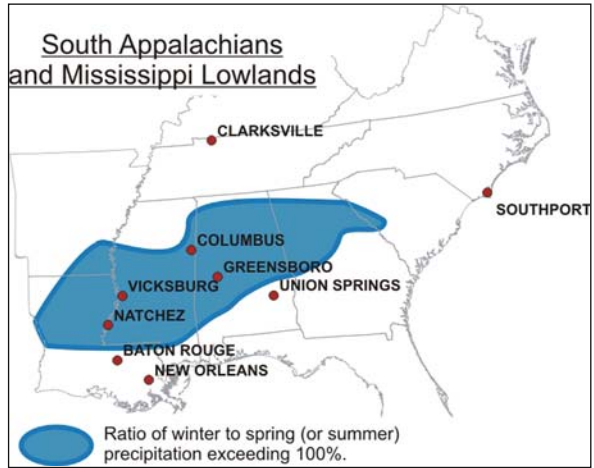 South Appalachians
and Mississippi Lowlands
CLARKSVILLE
SOUTHPORT
COLUMBUS
GREENSBORO
VICKSBURG
UNION SPRINGS
NATCHEZ
BATON ROUGE
NEW ORLEANS
Ratio of winter to spring (or summer)
precipitation exceeding 100%.